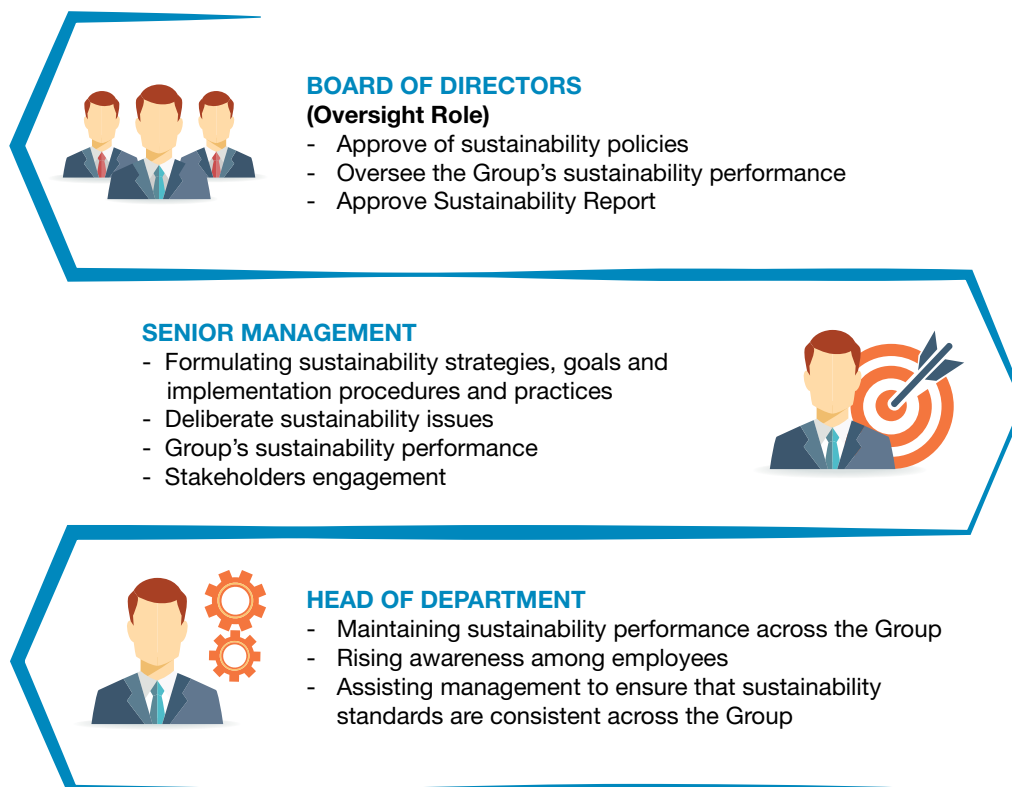 BOARD OF DIRECTORS
(Oversight Role)
- Approve of sustainability policies
- Oversee the Group's sustainability performance
- Approve Sustainability Report
SENIOR MANAGEMENT
- Formulating sustainability strategies, goals and
implementation procedures and practices
- Deliberate sustainability issues
- Group's sustainability performance
- Stakeholders engagement
HEAD OF DEPARTMENT
- Maintaining sustainability performance across the Group
- Rising awareness among employees
- Assisting management to ensure that sustainability
standards are consistent across the Group